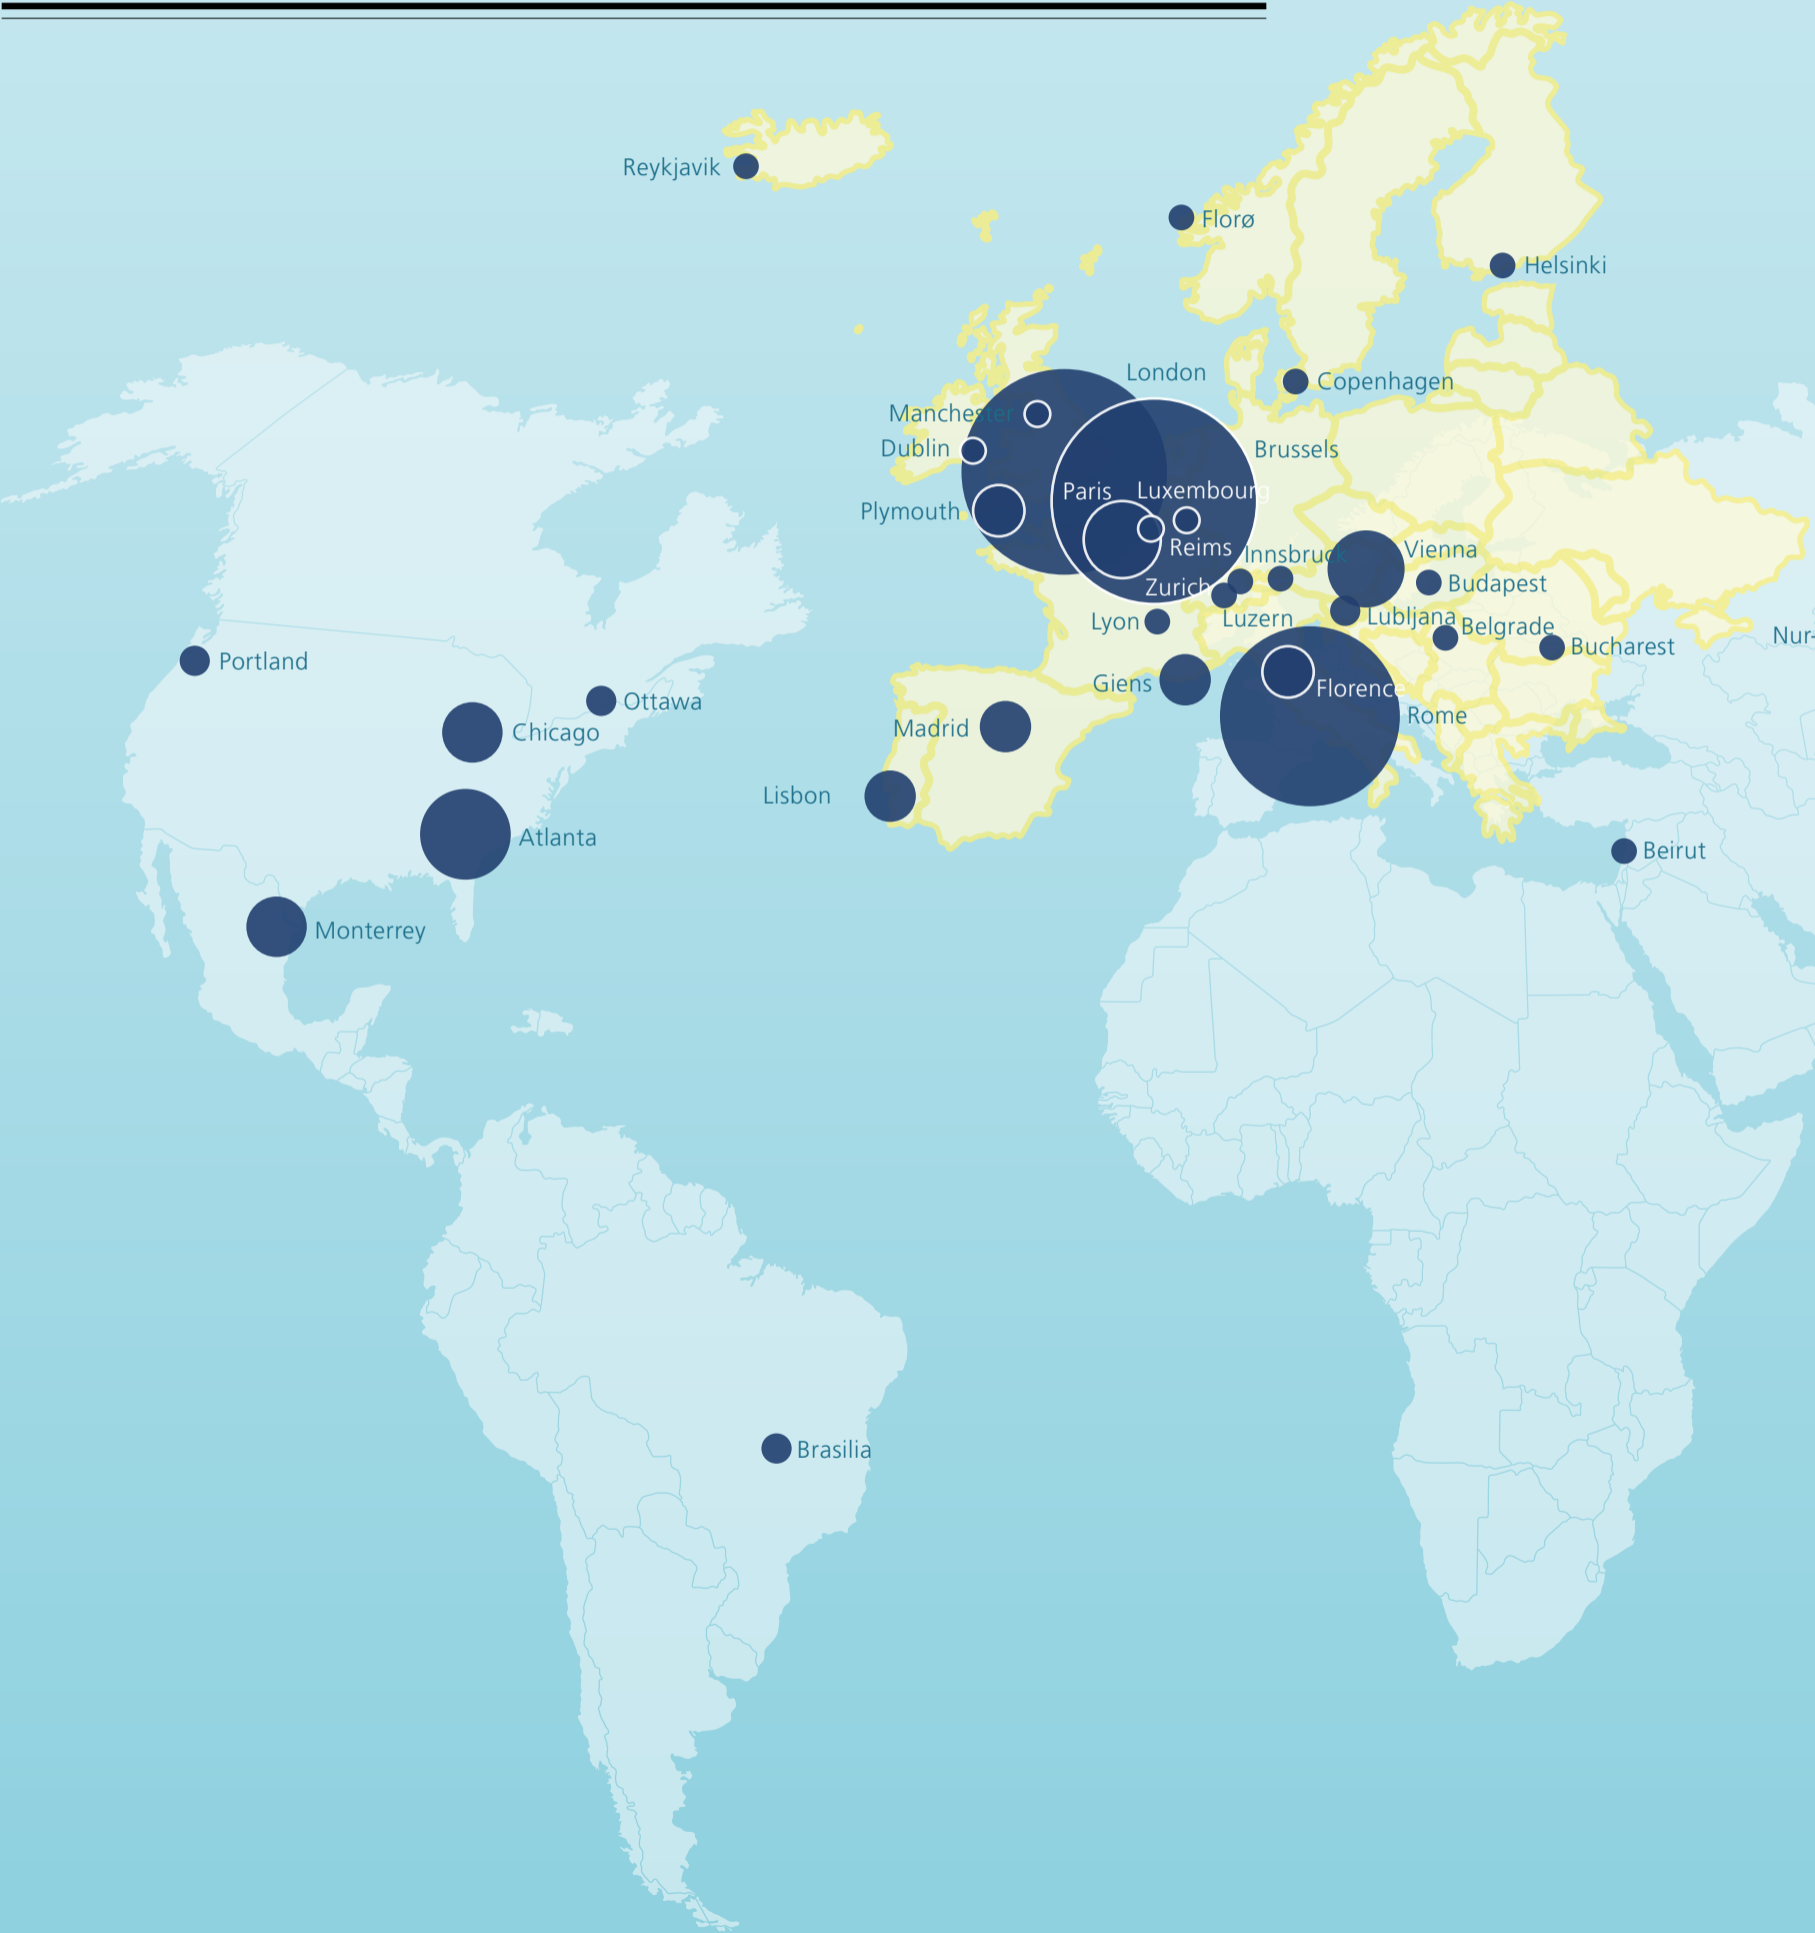 Reykjavik
Florø
Helsinki
London
Copenhagen
Manchester
Dublin
Brussels
Paris
Luxembourg
Plymouth
Reims
Innsbruck
Vienna
Zurich
Budapest
Lyon
Luzern
Lubljana
Belgrade
Nur-
Bucharest
Portland
Giens
Florence
Ottawa
Rome
Madrid
Chicago
Lisbon
Atlanta
Beirut
Monterrey
Brasilia